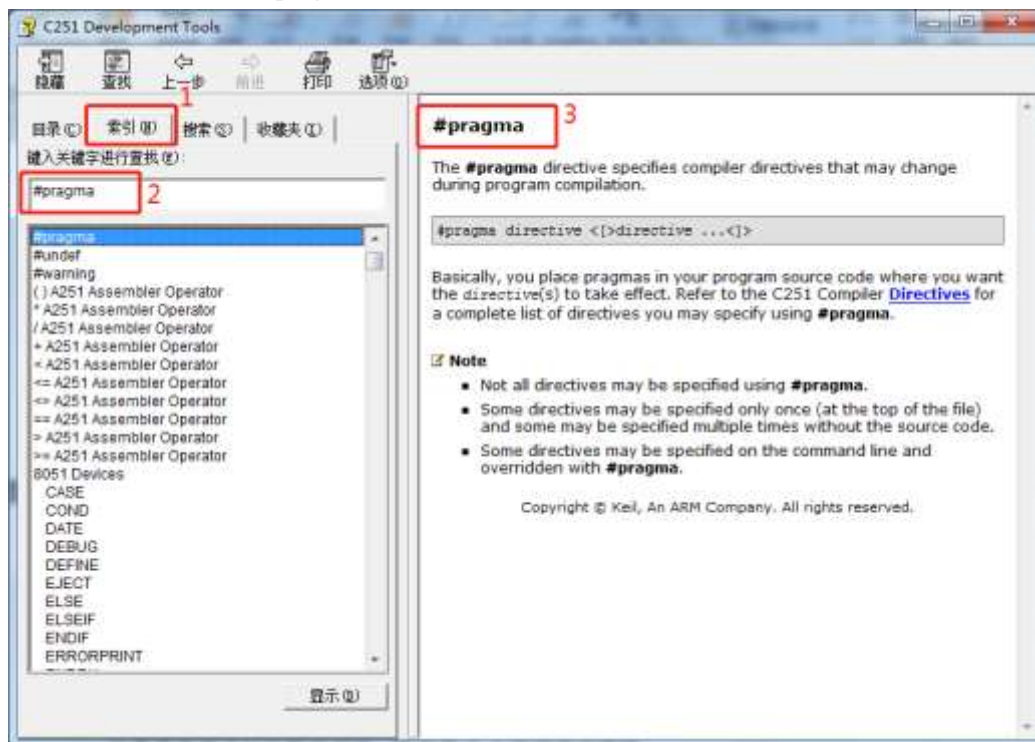 C251 Development Tools
隐藏 查找 上一步 前进 打印 选项(O)
1
目录(C) 索引(N) 搜索(S) 收藏夹(I)
键入关键字进行查找(F):
#pragma 2
#pragma
#undef
#warning
( ) A251 Assembler Operator
* A251 Assembler Operator
/ A251 Assembler Operator
+ A251 Assembler Operator
< A251 Assembler Operator
<= A251 Assembler Operator
<> A251 Assembler Operator
== A251 Assembler Operator
> A251 Assembler Operator
>= A251 Assembler Operator
8051 Devices
CASE
COND
DATE
DEBUG
DEFINE
EJECT
ELSE
ELSEIF
ENDIF
ERRORPRINT
显示(D)
#pragma 3
The #pragma directive specifies compiler directives that may change
during program compilation.
#pragma directive <[>directive ...<]>
Basically, you place pragmas in your program source code where you want
the directive(s) to take effect. Refer to the C251 Compiler Directives for
a complete list of directives you may specify using #pragma.
Note
■ Not all directives may be specified using #pragma.
■ Some directives may be specified only once (at the top of the file)
and some may be specified multiple times without the source code.
■ Some directives may be specified on the command line and
overridden with #pragma.
Copyright © Keil, An ARM Company. All rights reserved.